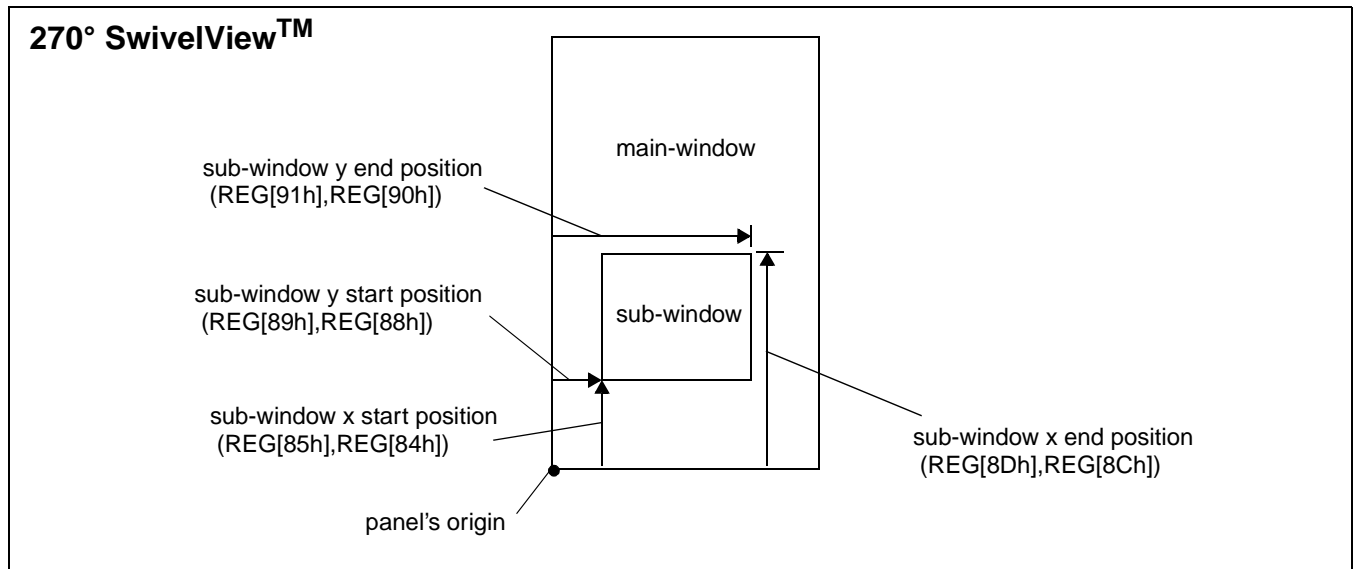 270° SwivelView™
main-window
sub-window y end position
(REG[91h],REG[90h])
sub-window y start position
(REG[89h],REG[88h])
sub-window
sub-window x start position
(REG[85h],REG[84h])
sub-window x end position
(REG[8Dh],REG[8Ch])
panel's origin